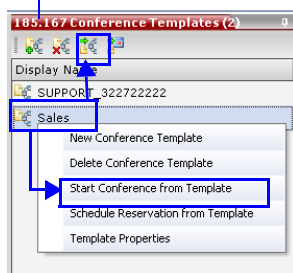 185.167 Conference Templates (2)
Display Name
SUPPORT_322722222
Sales
New Conference Template
Delete Conference Template
Start Conference from Template
Schedule Reservation from Template
Template Properties